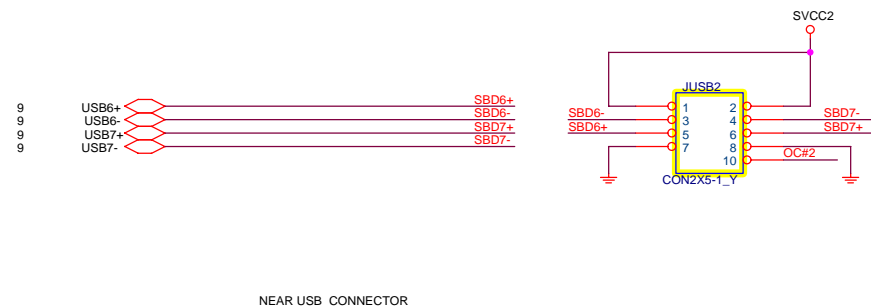 SVCC2
JUSB2
9 USB6+ SBD6+
9 USB6- SBD6-
9 USB7+ SBD7+
9 USB7- SBD7-
1 2
SBD6- 3 4 SBD7-
SBD6+ 5 6 SBD7+
7 8
10 OC#2
CON2X5-1_Y
NEAR USB CONNECTOR